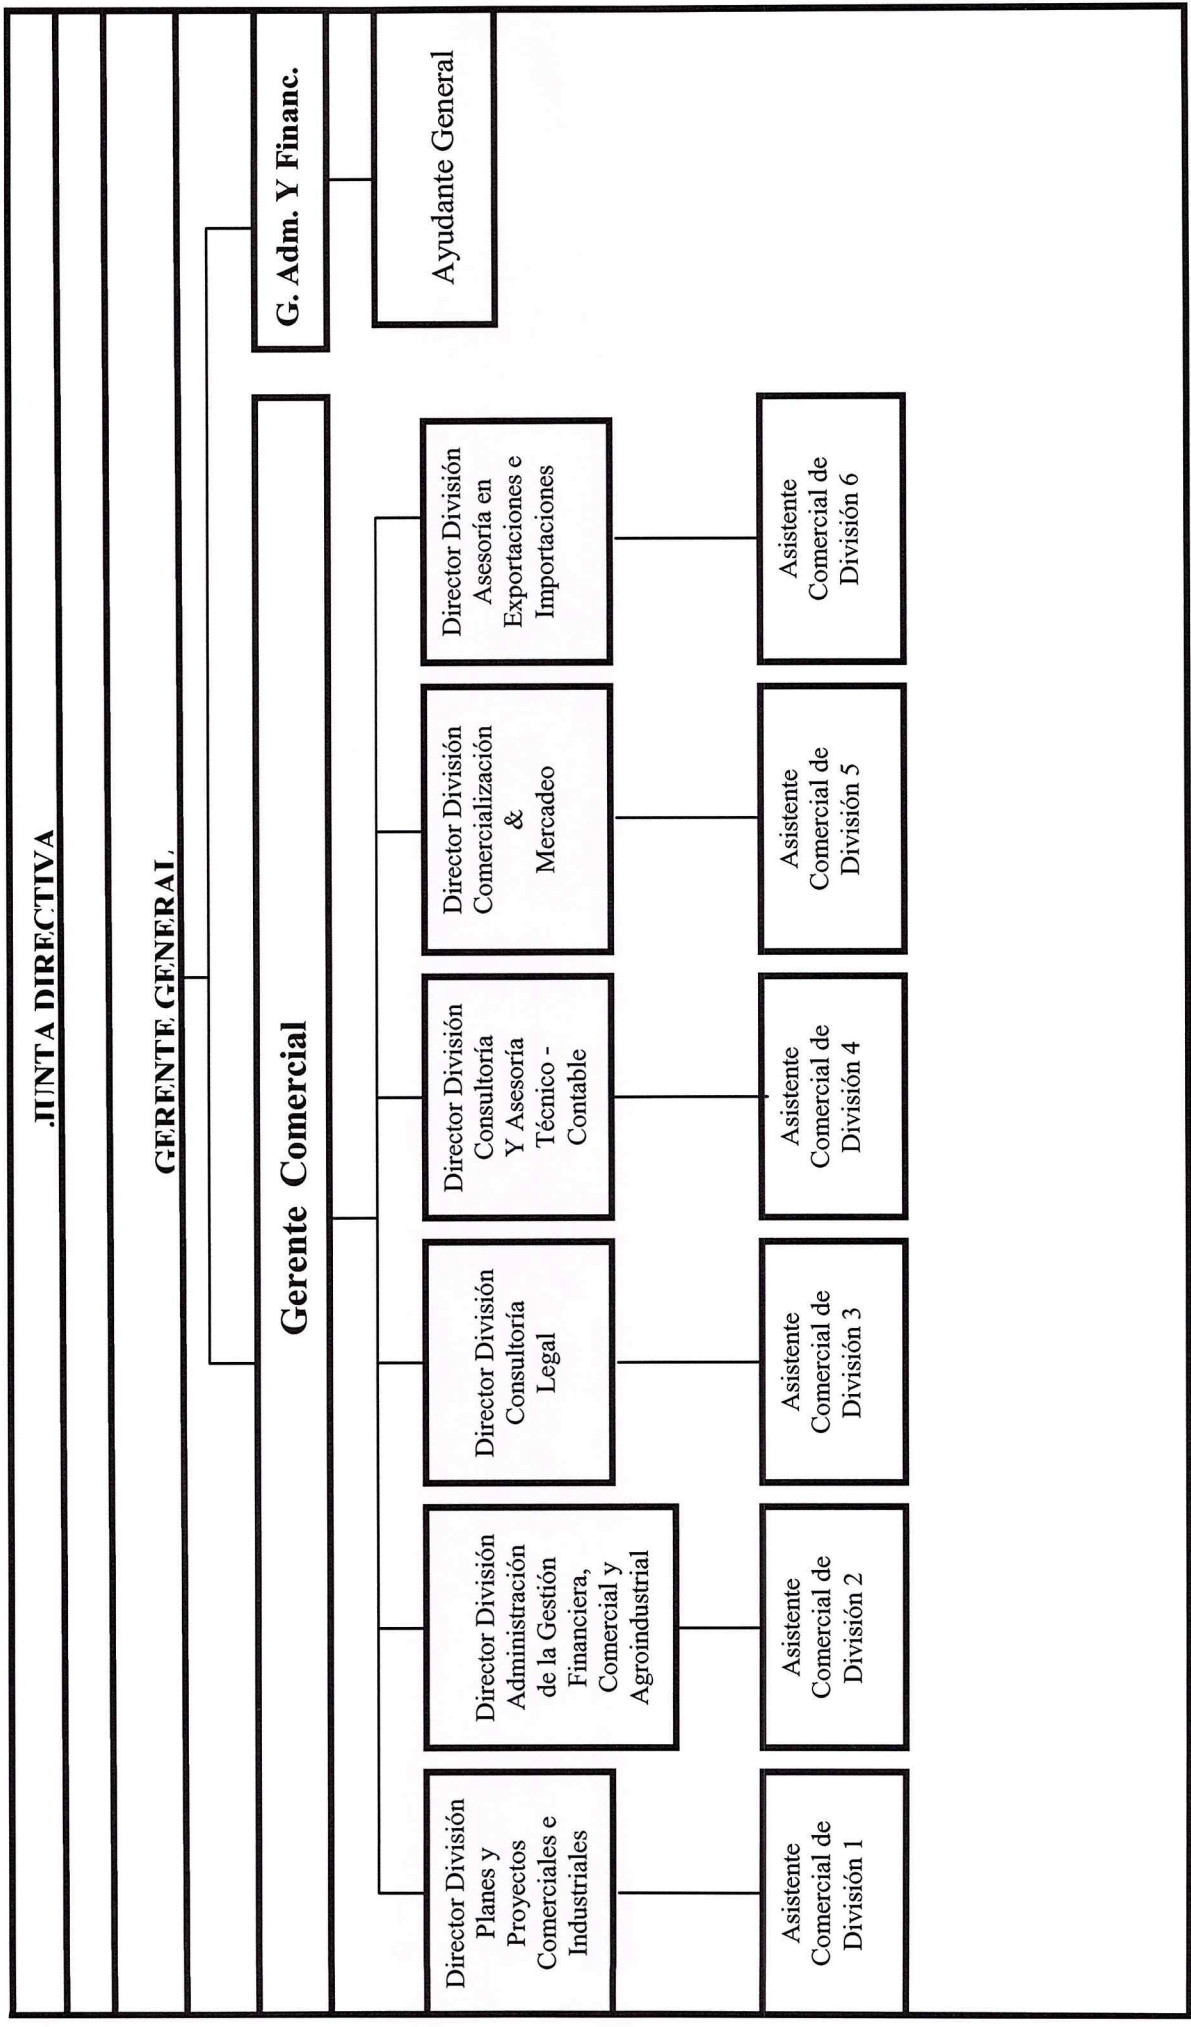 JUNTA DIRECTIVA
GERENTE GENERAL
Gerente Comercial
G. Adm. Y Financ.
Director División
Planes y
Proyectos
Comerciales e
Industriales
Director División
Administración
de la Gestión
Financiera,
Comercial y
Agroindustrial
Director División
Consultoría
Legal
Director División
Consultoría
Y Asesoría
Técnico -
Contable
Director División
Comercialización
&
Mercadeo
Director División
Asesoría en
Exportaciones e
Importaciones
Ayudante General
Asistente
Comercial de
División 1
Asistente
Comercial de
División 2
Asistente
Comercial de
División 3
Asistente
Comercial de
División 4
Asistente
Comercial de
División 5
Asistente
Comercial de
División 6